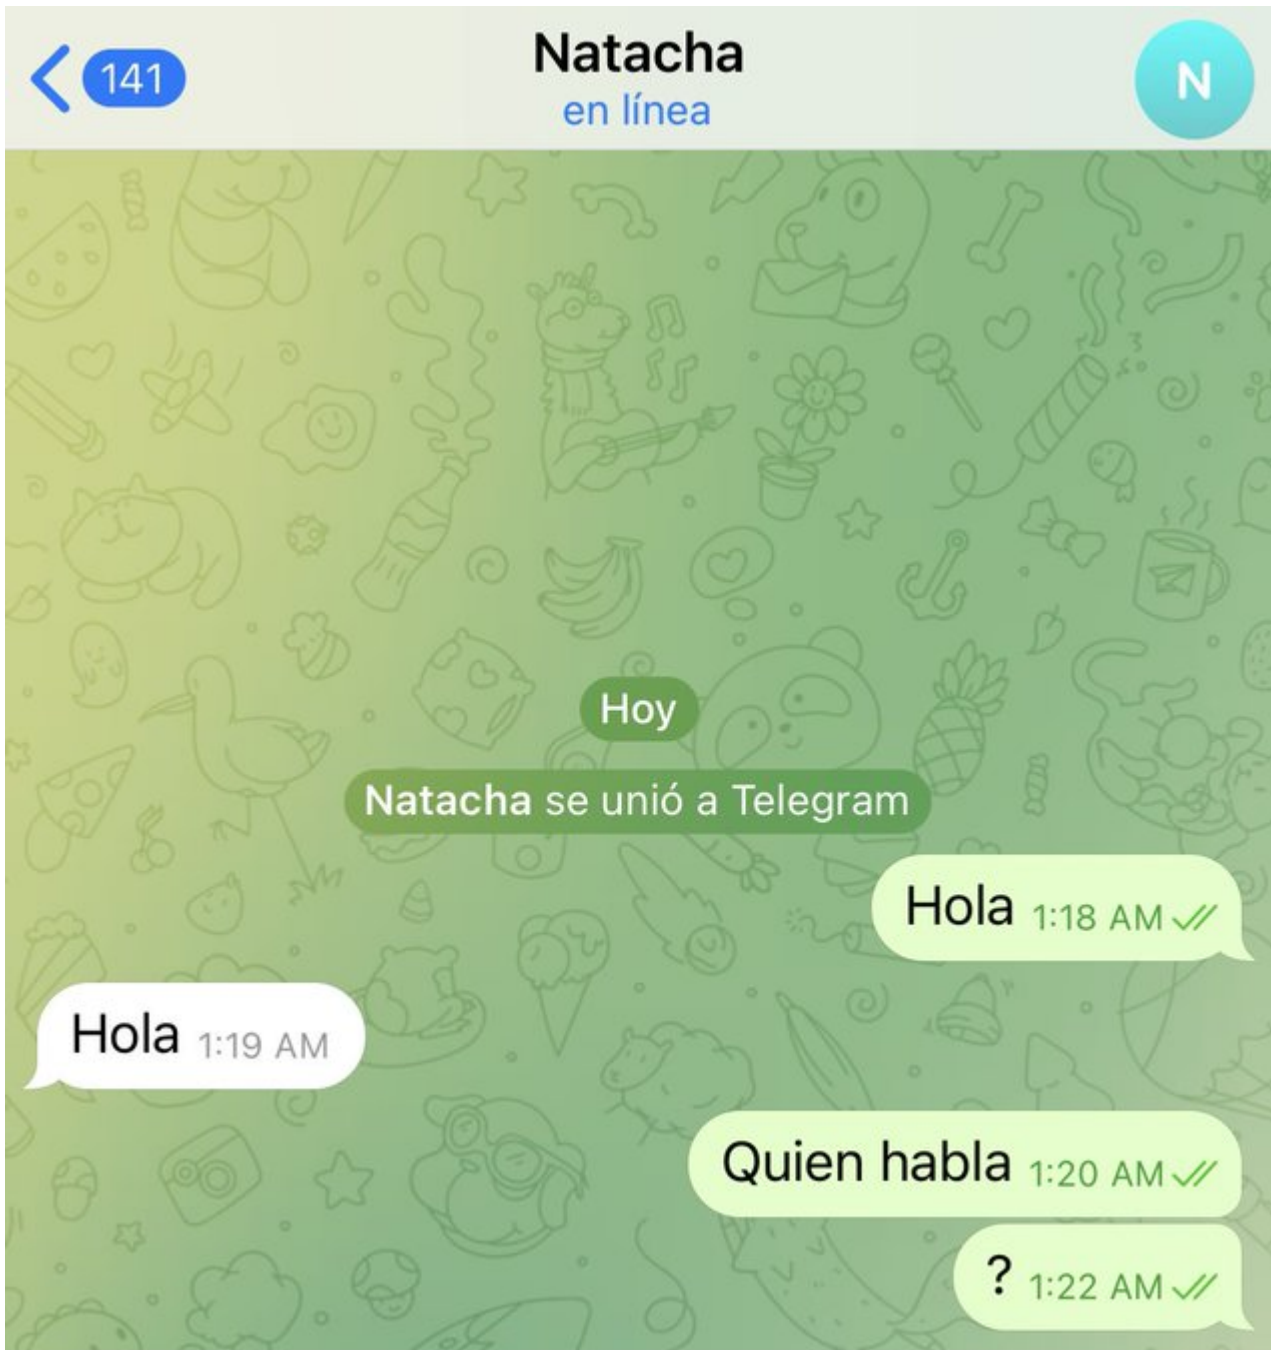 141
Natacha
en línea
N
Hoy
Natacha se unió a Telegram
Hola 1:18 AM
Hola 1:19 AM
Quien habla 1:20 AM
? 1:22 AM